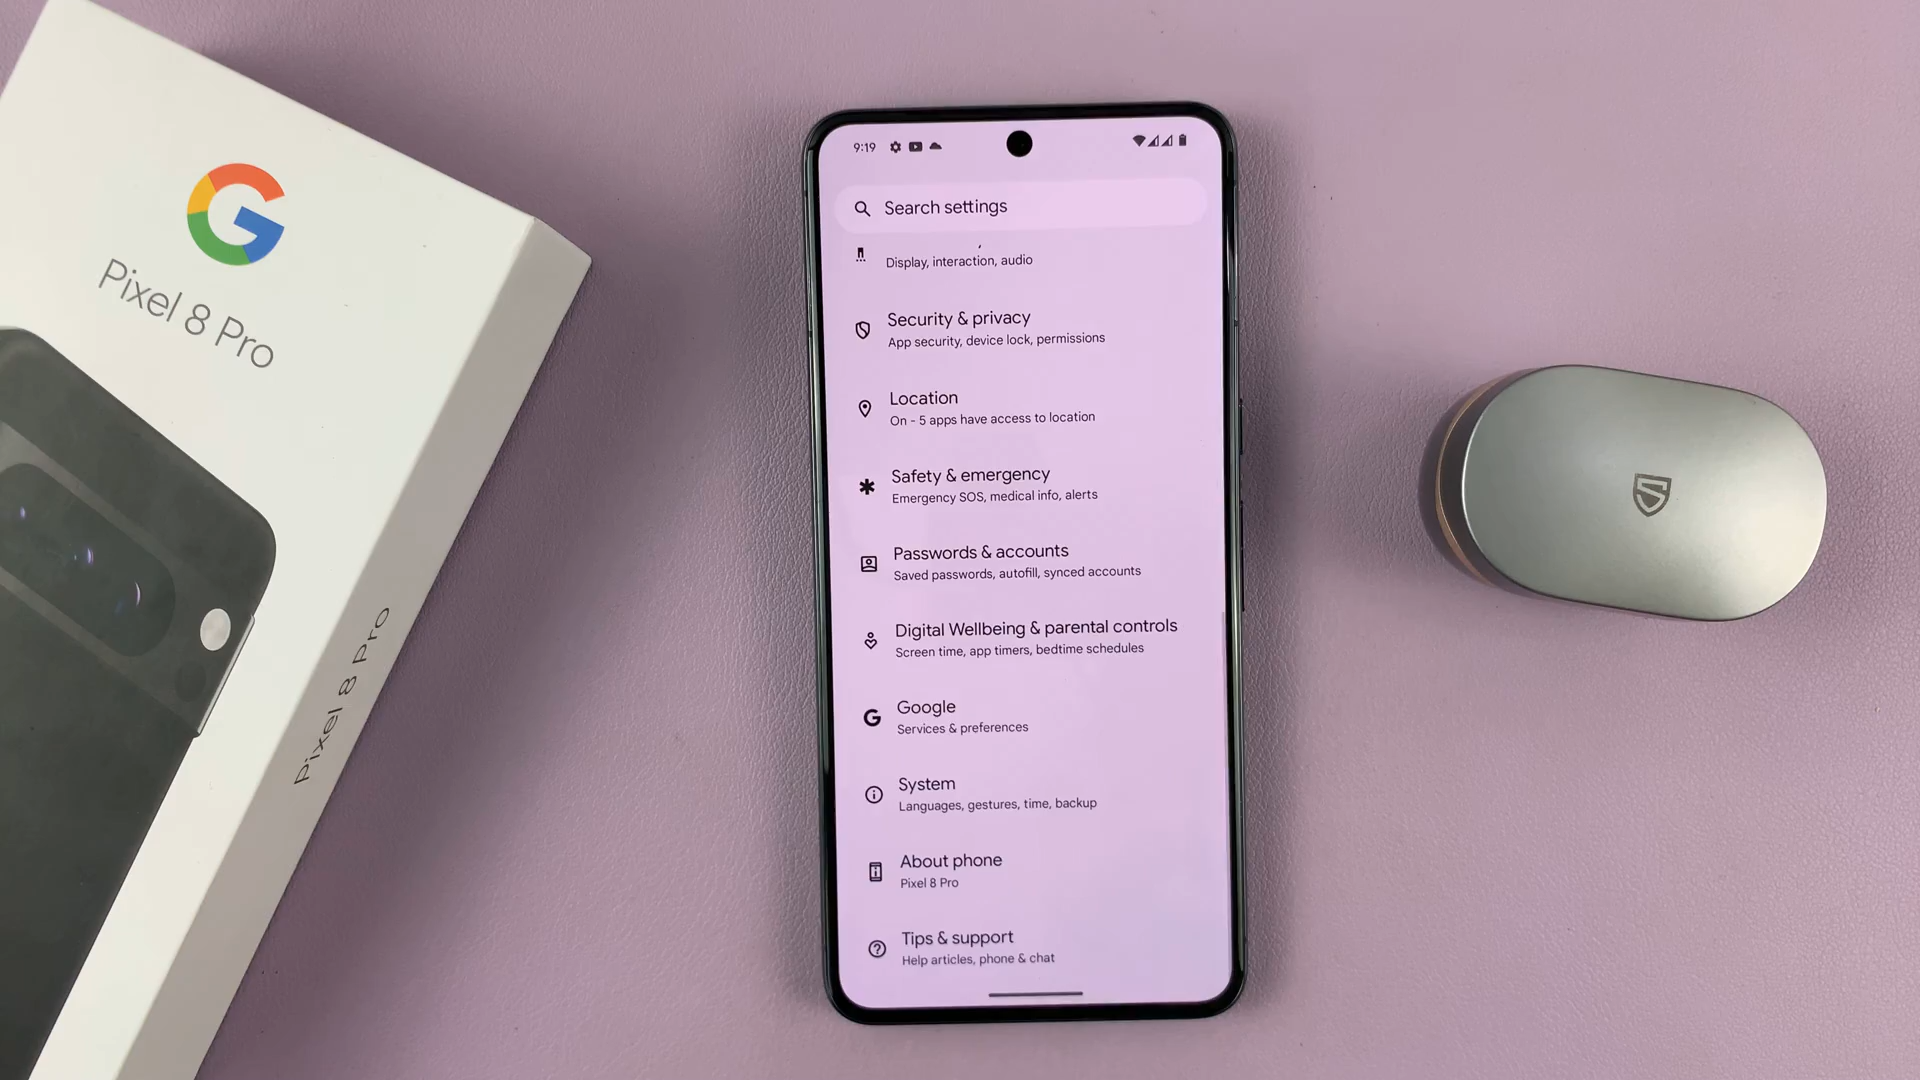 Pixel 8 Pro
Pixel 8 Pro
9:19
Search settings
Display, interaction, audio
Security & privacy
App security, device lock, permissions
Location
On - 5 apps have access to location
Safety & emergency
Emergency SOS, medical info, alerts
Passwords & accounts
Saved passwords, autofill, synced accounts
Digital Wellbeing & parental controls
Screen time, app timers, bedtime schedules
Google
Services & preferences
System
Languages, gestures, time, backup
About phone
Pixel 8 Pro
Tips & support
Help articles, phone & chat